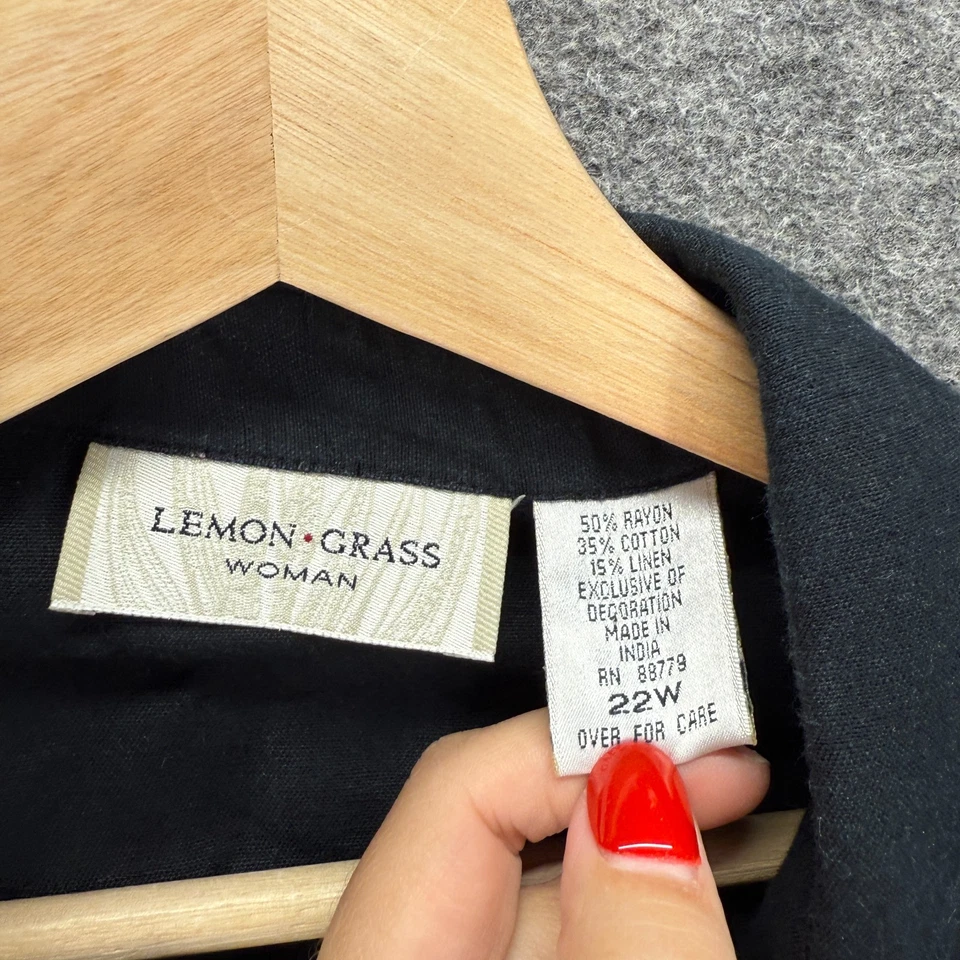 LEMON•GRASS
WOMAN
50% RAYON
35% COTTON
15% LINEN
EXCLUSIVE OF
DECORATION
MADE IN
INDIA
RN 88779
22W
OVER FOR CARE